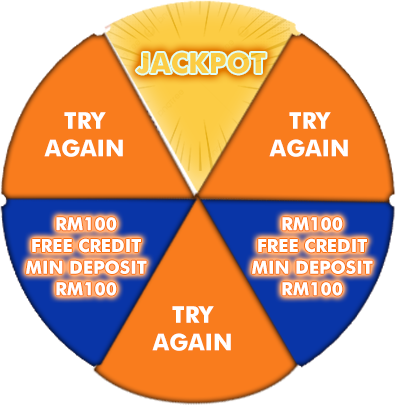 JACKPOT
TRY
AGAIN
TRY
AGAIN
RM100
FREE CREDIT
MIN DEPOSIT
RM100
RM100
FREE CREDIT
MIN DEPOSIT
RM100
TRY
AGAIN